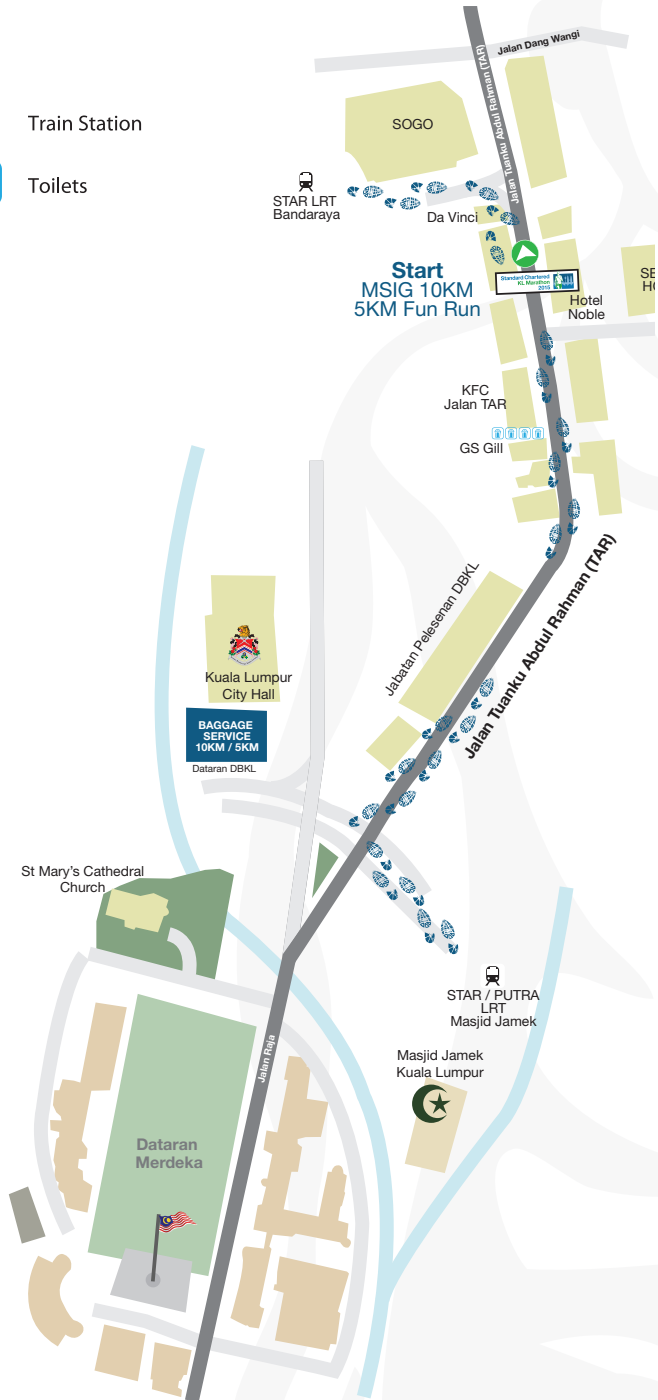 Jalan Dang Wangi
Jalan Tuanku Abdul Rahman (TAR)
Train Station
SOGO
Toilets
STAR LRT
Bandaraya
Da Vinci
Start
MSIG 10KM
5KM Fun Run
Standard Chartered
KL Marathon
2015
SE
HO
Hotel
Noble
KFC
Jalan TAR
GS Gill
Jabatan Pelesenan DBKL
Jalan Tuanku Abdul Rahman (TAR)
Kuala Lumpur
City Hall
BAGGAGE
SERVICE
10KM / 5KM
Dataran DBKL
St Mary's Cathedral
Church
STAR / PUTRA
LRT
Masjid Jamek
Jalan Raja
Masjid Jamek
Kuala Lumpur
Dataran
Merdeka